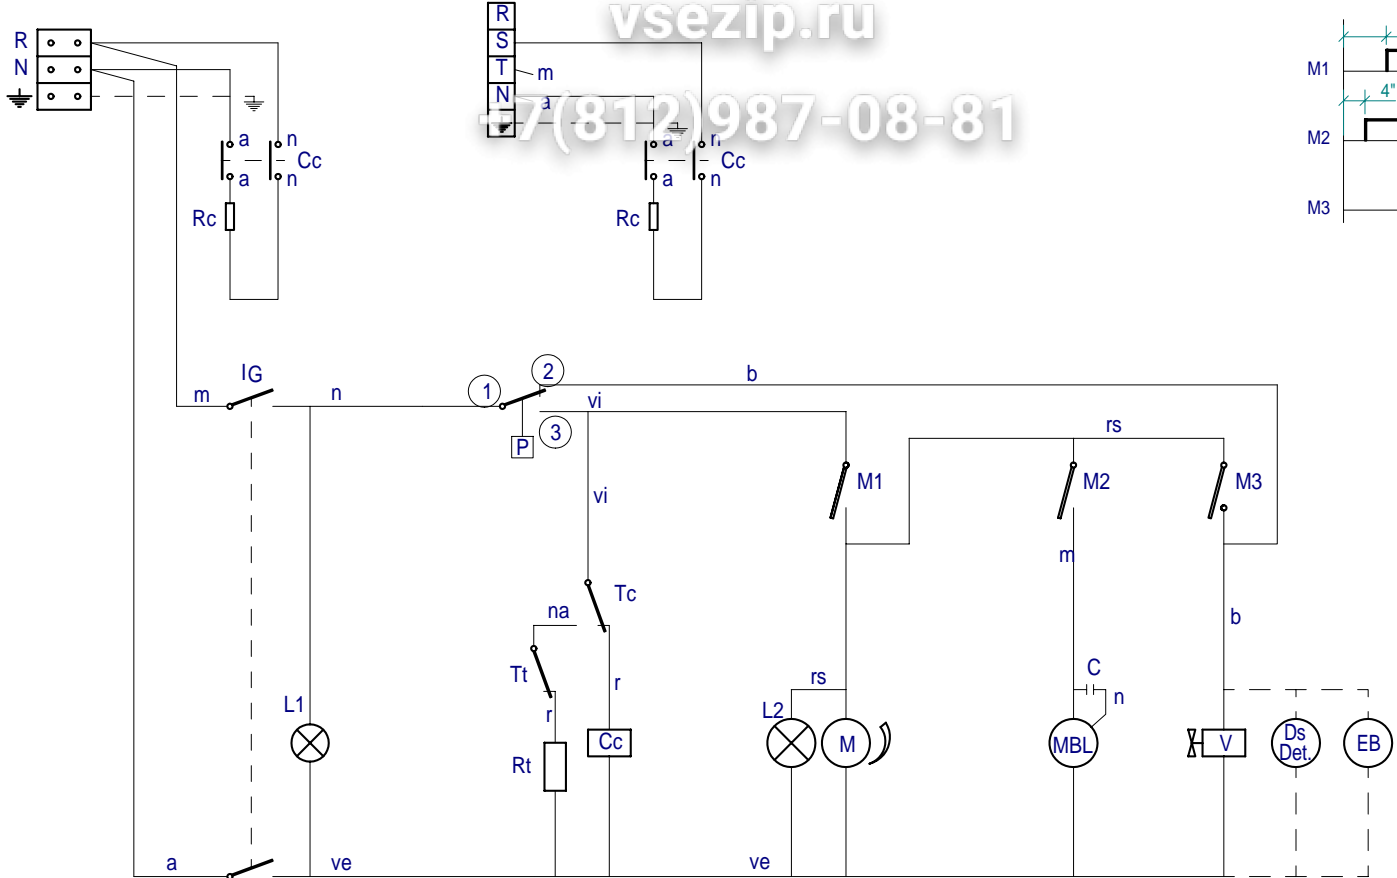 vsezip.ru
+7(812)987-08-81
R
N
a
n
a
n
Cc
Rc
R
S
T
N
m
a
a
n
a
n
Cc
Rc
M1
4"
M2
M3
IG
m
n
1
2
3
P
b
vi
vi
rs
M1
M2
M3
m
b
Tc
na
Tt
r
r
Rt
Cc
L1
rs
L2
M
C
n
MBL
V
Ds
Det.
EB
a
ve
ve